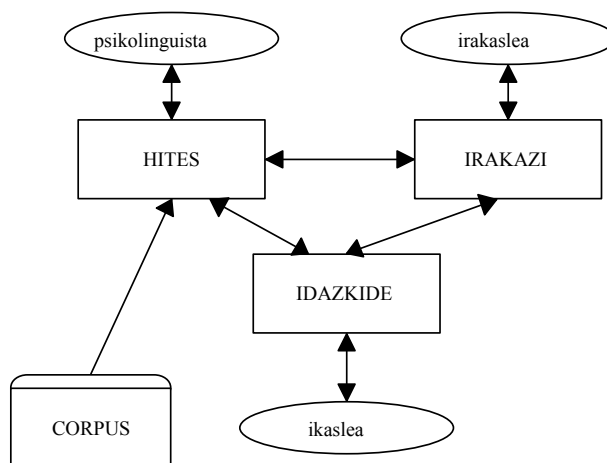 psikolinguista
irakaslea
HITES
IRAKAZI
IDAZKIDE
CORPUS
ikaslea